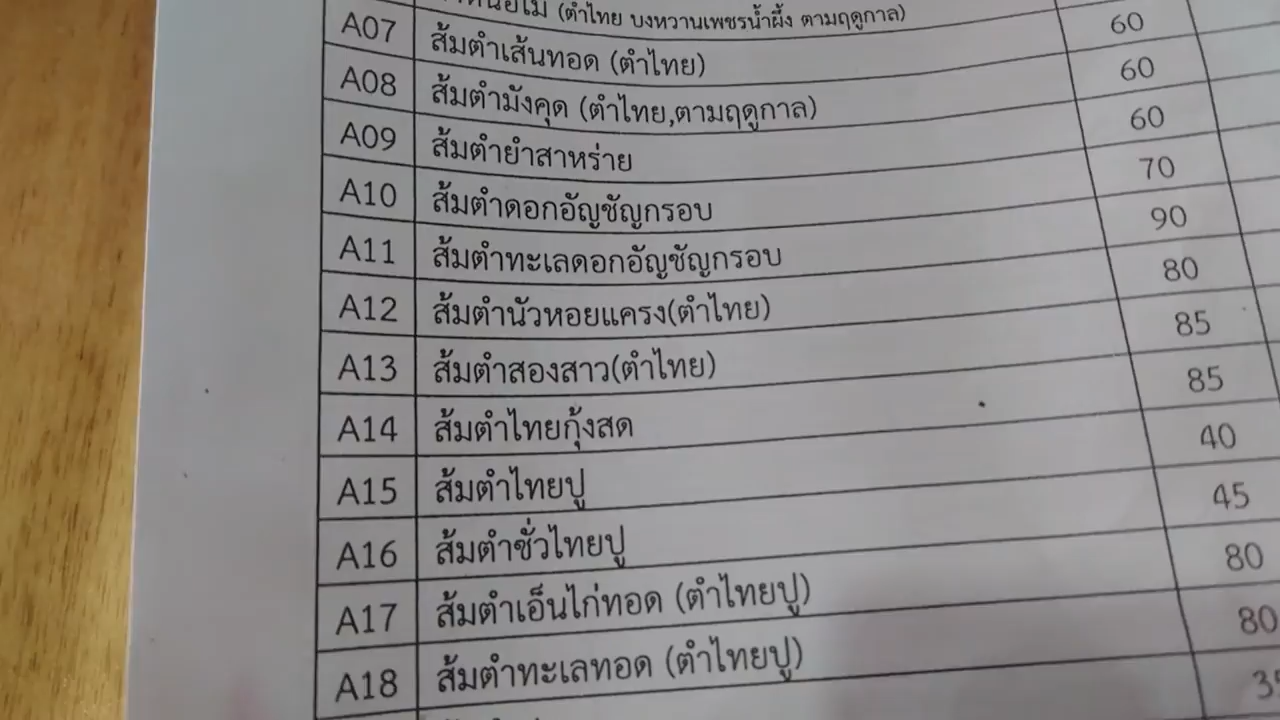 (ตำไทย บงหวานเพชรน้ำผึ้ง ตามฤดูกาล)
A07 ส้มตำเส้นทอด (ตำไทย) 60
A08 ส้มตำมังคุด (ตำไทย,ตามฤดูกาล) 60
A09 ส้มตำยำสาหร่าย 60
A10 ส้มตำดอกอัญชัญกรอบ 70
A11 ส้มตำทะเลดอกอัญชัญกรอบ 90
A12 ส้มตำนัวหอยแครง(ตำไทย) 80
A13 ส้มตำสองสาว(ตำไทย) 85
A14 ส้มตำไทยกุ้งสด 85
A15 ส้มตำไทยปู 40
A16 ส้มตำชั่วไทยปู 45
A17 ส้มตำเอ็นไก่ทอด (ตำไทยปู) 80
A18 ส้มตำทะเลทอด (ตำไทยปู) 80